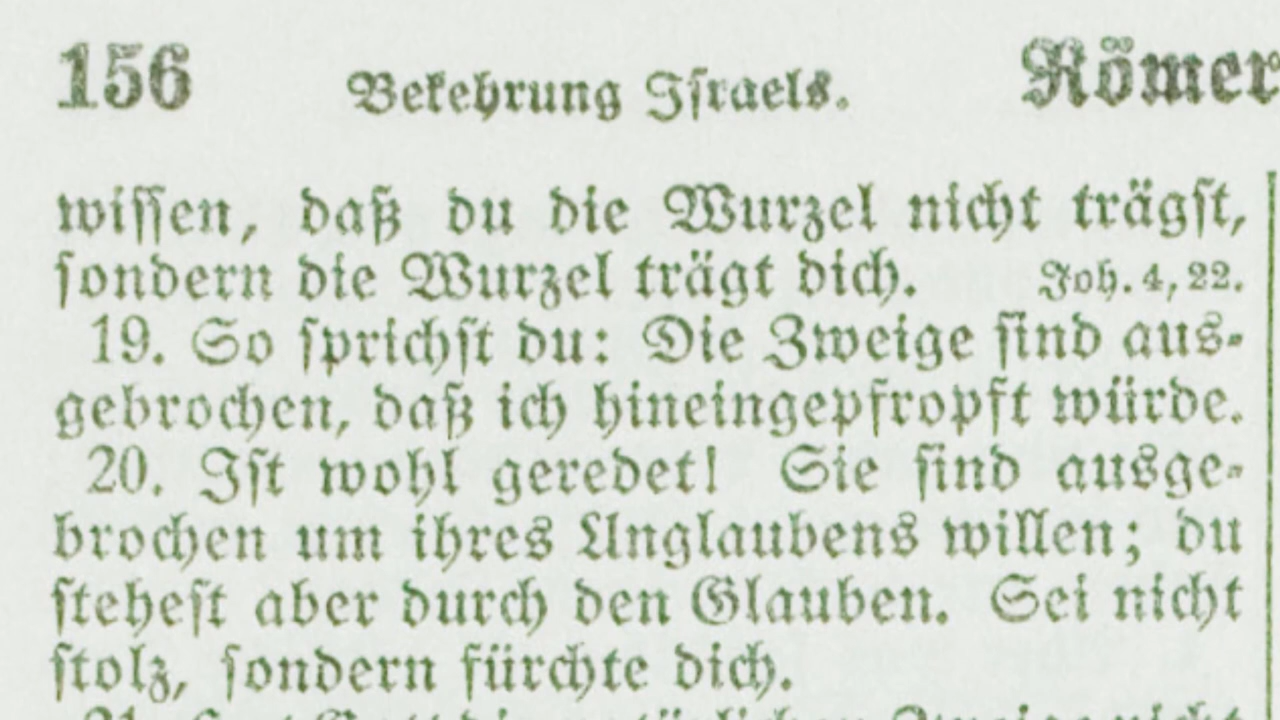 156 Bekehrung Israels. Römer
wissen, daß du die Wurzel nicht trägst,
sondern die Wurzel trägt dich. Joh. 4, 22.
19. So sprichst du: Die Zweige sind aus-
gebrochen, daß ich hineingepfropft würde.
20. Ist wohl geredet! Sie sind ausge-
brochen um ihres Unglaubens willen; du
stehest aber durch den Glauben. Sei nicht
stolz, sondern fürchte dich.